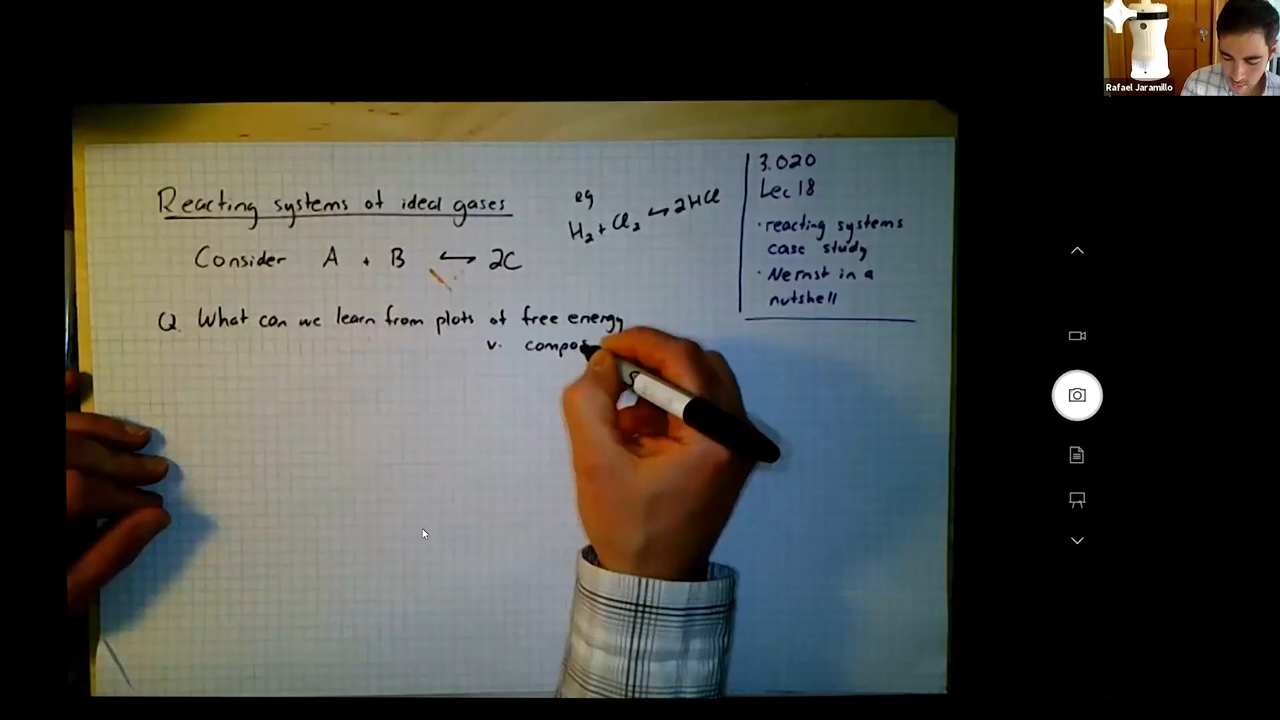 Rafael Jaramillo
3.020
Lec 18
· reacting systems
case study
· Nernst in a
nutshell
Reacting systems of ideal gases
eg
H₂ + Cl₂ ↔ 2HCl
Consider A + B ↔ 2C
Q. What can we learn from plots of free energy
v. compos